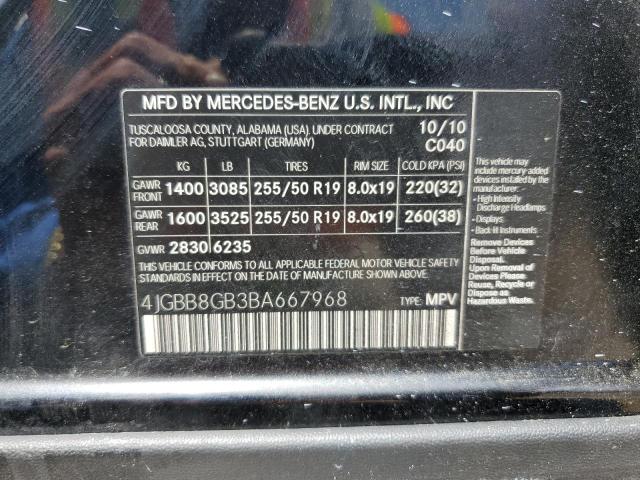 MFD BY MERCEDES-BENZ U.S. INTL., INC
TUSCALOOSA COUNTY, ALABAMA (USA), UNDER CONTRACT
FOR DAIMLER AG, STUTTGART (GERMANY)
10/10
C040
KG LB TIRES RIM SIZE COLD KPA (PSI)
GAWR FRONT 1400 3085 255/50 R19 8.0x19 220(32)
GAWR REAR 1600 3525 255/50 R19 8.0x19 260(38)
GVWR 2830 6235
THIS VEHICLE CONFORMS TO ALL APPLICABLE FEDERAL MOTOR VEHICLE SAFETY
STANDARDS IN EFFECT ON THE DATE OF MANUFACTURE SHOWN ABOVE.
4JGBB8GB3BA667968 TYPE: MPV
This vehicle may
include mercury added
devices installed by the
manufacturer:
- High Intensity
Discharge Headlamps
- Displays
- Back-lit Instruments
Remove Devices
Before Vehicle
Disposal.
Upon Removal of
Devices Please
Reuse, Recycle or
Dispose as
Hazardous Waste.